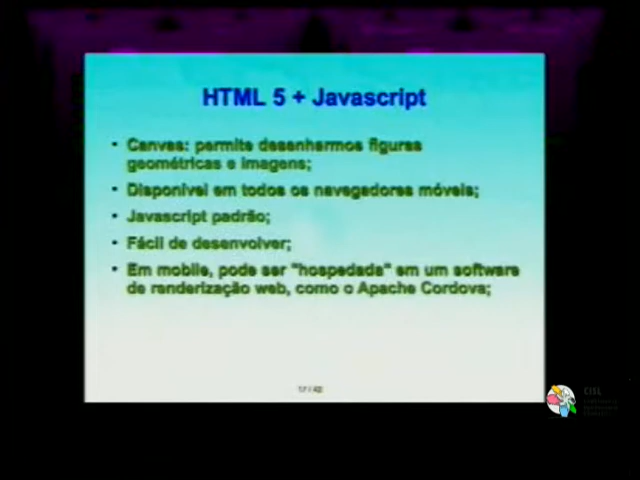 HTML 5 + Javascript
• Canvas: permite desenharmos figuras
geométricas e imagens;
• Disponível em todos os navegadores móveis;
• Javascript padrão;
• Fácil de desenvolver;
• Em mobile, pode ser "hospedada" em um software
de renderização web, como o Apache Cordova;
CISL